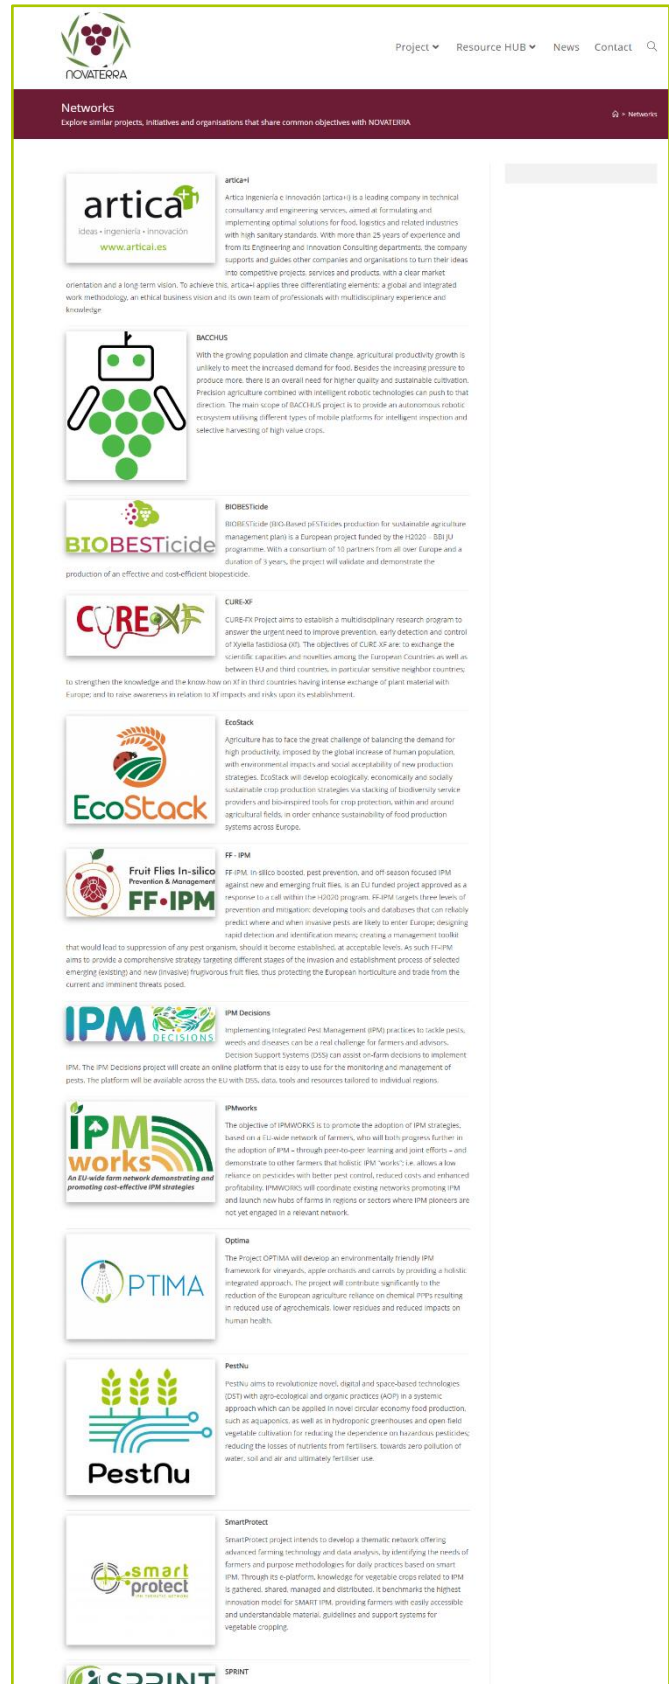 NOVATERRA
Project Resource HUB News Contact
Networks
Explore similar projects, initiatives and organisations that share common objectives with NOVATERRA
> Networks
artica+i
ideas • ingeniería • innovación
www.articai.es
artica+i
Artica Ingeniería e Innovación (artica+i) is a leading company in technical
consultancy and engineering services, aimed at formulating and
implementing optimal solutions for food, logistics and related industries
with high sanitary standards. With more than 25 years of experience and
from its Engineering and Innovation Consulting departments, the company
supports and guides other companies and organisations to turn their ideas
into competitive projects, services and products, with a clear market
orientation and a long term vision. To achieve this, artica+i applies three differentiating elements: a global and integrated
work methodology, an ethical business vision and its own team of professionals with multidisciplinary experience and
knowledge.
BACCHUS
With the growing population and climate change, agricultural productivity growth is
unlikely to meet the increased demand for food. Besides the increasing pressure to
produce more, there is an overall need for higher quality and sustainable cultivation.
Precision agriculture combined with intelligent robotic technologies can push to that
direction. The main scope of BACCHUS project is to provide an autonomous robotic
ecosystem utilising different types of mobile platforms for intelligent inspection and
selective harvesting of high value crops.
BIOBESTicide
BIOBESTicide
BIOBESTicide (BIO-Based pESTicides production for sustainable agriculture
management plan) is a European project funded by the H2020 – BBI JU
programme. With a consortium of 10 partners from all over Europe and a
duration of 3 years, the project will validate and demonstrate the
production of an effective and cost-efficient biopesticide.
CURE-XF
CURE-XF
CURE-FX Project aims to establish a multidisciplinary research program to
answer the urgent need to improve prevention, early detection and control
of Xylella fastidiosa (Xf). The objectives of CURE XF are: to exchange the
scientific capacities and novelties among the European Countries as well as
between EU and third countries, in particular sensitive neighbor countries;
to strengthen the knowledge and the know-how on Xf in third countries having intense exchange of plant material with
Europe; and to raise awareness in relation to Xf impacts and risks upon its establishment.
EcoStack
EcoStack
Agriculture has to face the great challenge of balancing the demand for
high productivity, imposed by the global increase of human population,
with environmental impacts and social acceptability of new production
strategies. EcoStack will develop ecologically, economically and socially
sustainable crop production strategies via stacking of biodiversity service
providers and bio-inspired tools for crop protection, within and around
agricultural fields, in order enhance sustainability of food production
systems across Europe.
Fruit Flies In-silico
Prevention & Management
FF•IPM
FF - IPM
FF-IPM, In-silico boosted, pest prevention, and off-season focused IPM
against new and emerging fruit flies, is an EU funded project approved as a
response to a call within the H2020 program. FF-IPM targets three levels of
prevention and mitigation: developing tools and databases that can reliably
predict where and when invasive pests are likely to enter Europe; designing
rapid detection and identification means; creating a management toolkit
that would lead to suppression of any pest organism, should it become established, at acceptable levels. As such FF-IPM
aims to provide a comprehensive strategy targeting different stages of the invasion and establishment process of selected
emerging (existing) and new (invasive) frugivorous fruit flies, thus protecting the European horticulture and trade from the
current and imminent threats posed.
IPM
DECISIONS
IPM Decisions
Implementing Integrated Pest Management (IPM) practices to tackle pests,
weeds and diseases can be a real challenge for farmers and advisors.
Decision Support Systems (DSS) can assist on-farm decisions to implement
IPM. The IPM Decisions project will create an online platform that is easy to use for the monitoring and management of
pests. The platform will be available across the EU with DSS, data, tools and resources tailored to individual regions.
IPM
works
An EU-wide farm network demonstrating and
promoting cost-effective IPM strategies
IPMworks
The objective of IPMWORKS is to promote the adoption of IPM strategies,
based on a EU-wide network of farmers, who will both progress further in
the adoption of IPM – through peer-to-peer learning and joint efforts – and
demonstrate to other farmers that holistic IPM "works"; i.e. allows a low
reliance on pesticides with better pest control, reduced costs and enhanced
profitability. IPMWORKS will coordinate existing networks promoting IPM
and launch new hubs of farms in regions or sectors where IPM pioneers are
not yet engaged in a relevant network.
OPTIMA
Optima
The Project OPTIMA will develop an environmentally friendly IPM
framework for vineyards, apple orchards and carrots by providing a holistic
integrated approach. The project will contribute significantly to the
reduction of the European agriculture reliance on chemical PPPs resulting
in reduced use of agrochemicals, lower residues and reduced impacts on
human health.
PestNu
PestNu
PestNu aims to revolutionize novel, digital and space-based technologies
(DST) with agro-ecological and organic practices (AOP) in a systemic
approach which can be applied in novel circular economy food production,
such as aquaponics, as well as in hydroponic greenhouses and open field
vegetable cultivation for reducing the dependence on hazardous pesticides;
reducing the losses of nutrients from fertilisers, towards zero pollution of
water, soil and air and ultimately fertiliser use.
smart
protect
SmartProtect
SmartProtect project intends to develop a thematic network offering
advanced farming technology and data analysis, by identifying the needs of
farmers and purpose methodologies for daily practices based on smart
IPM. Through its e-platform, knowledge for vegetable crops related to IPM
is gathered, shared, managed and distributed. It benchmarks the highest
innovation model for SMART IPM, providing farmers with easily accessible
and understandable material, guidelines and support systems for
vegetable cropping.
SPRINT
SPRINT